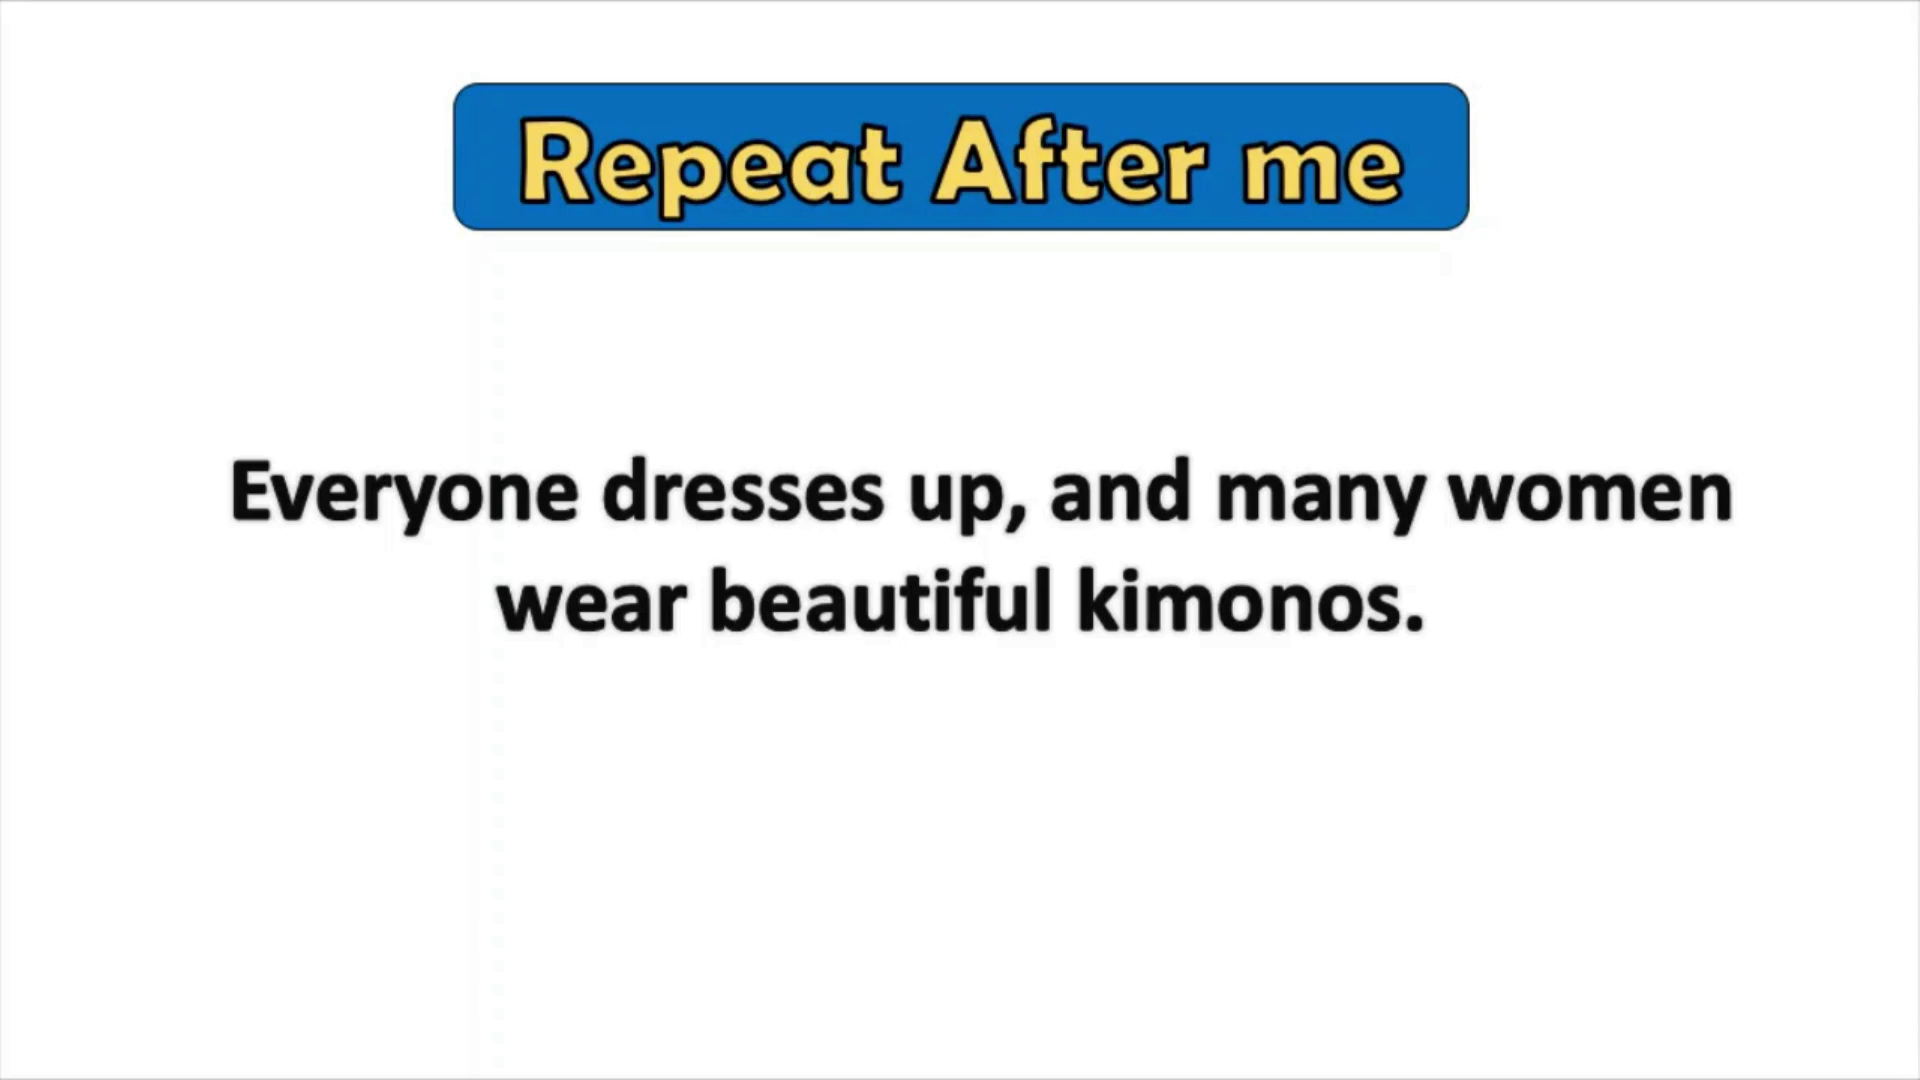 Repeat After me
Everyone dresses up, and many women
wear beautiful kimonos.